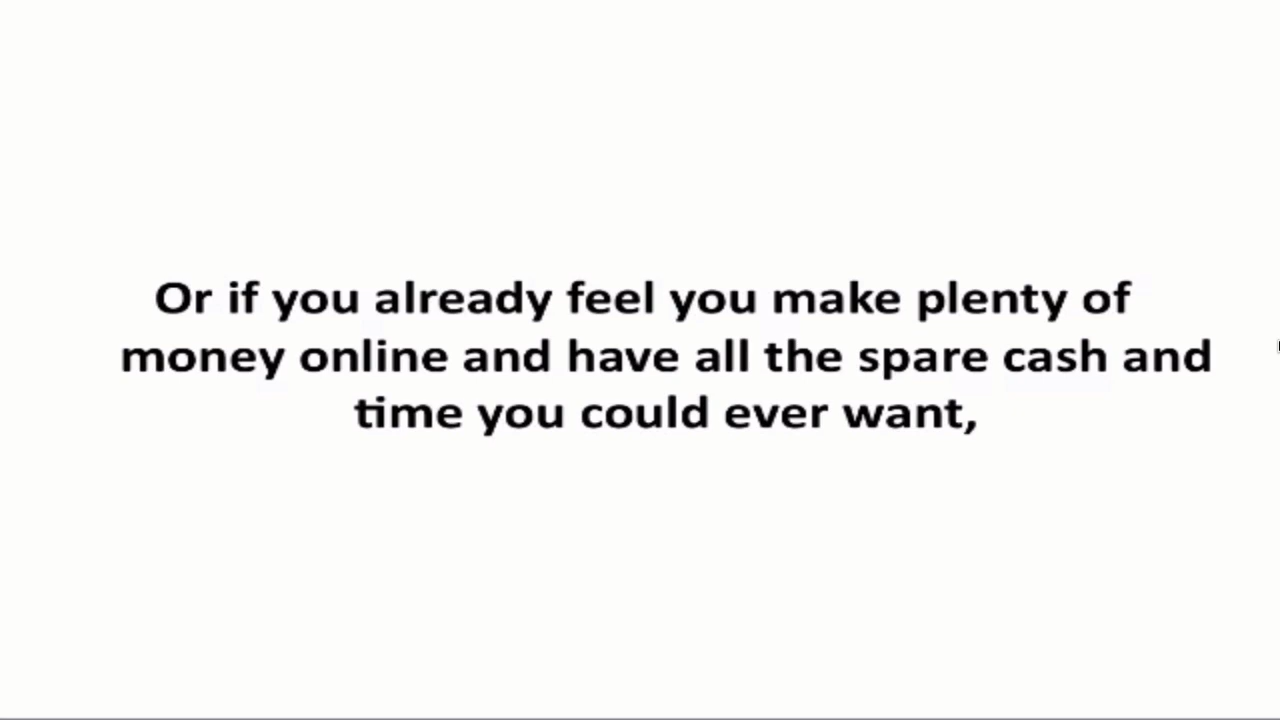 Or if you already feel you make plenty of
money online and have all the spare cash and
time you could ever want,